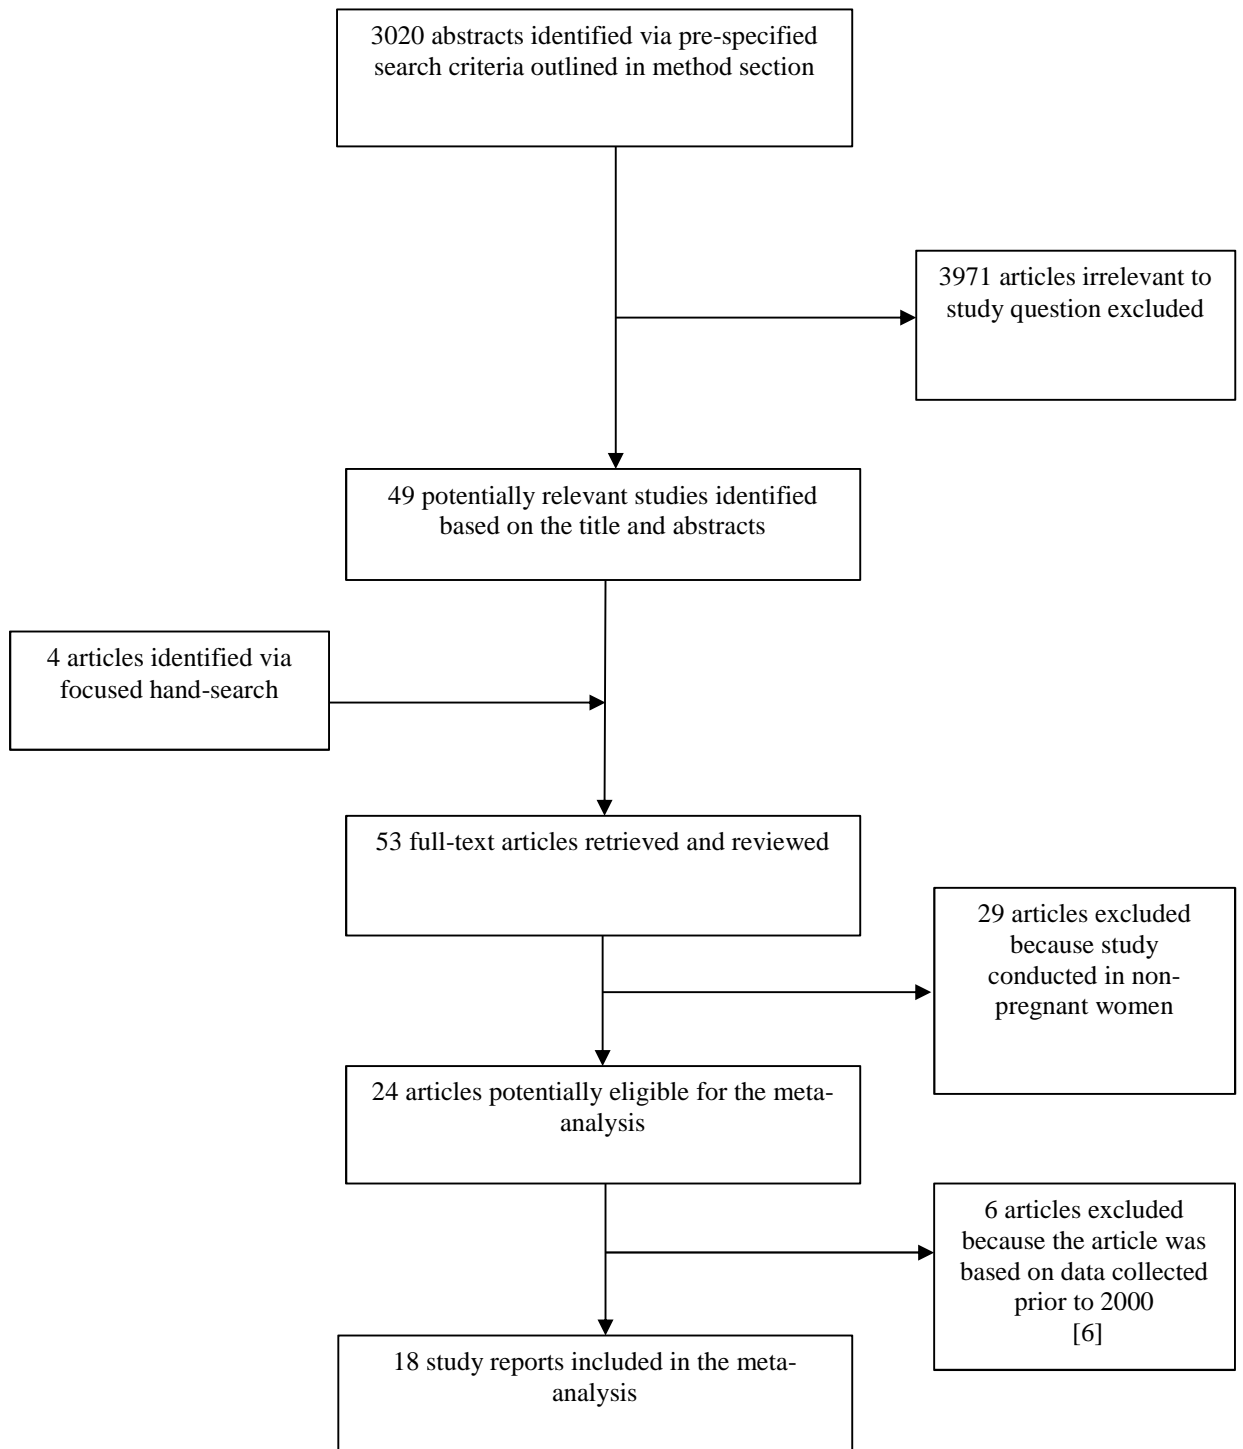 3020 abstracts identified via pre-specified
search criteria outlined in method section
3971 articles irrelevant to
study question excluded
49 potentially relevant studies identified
based on the title and abstracts
4 articles identified via
focused hand-search
53 full-text articles retrieved and reviewed
29 articles excluded
because study
conducted in non-
pregnant women
24 articles potentially eligible for the meta-
analysis
6 articles excluded
because the article was
based on data collected
prior to 2000
[6]
18 study reports included in the meta-
analysis